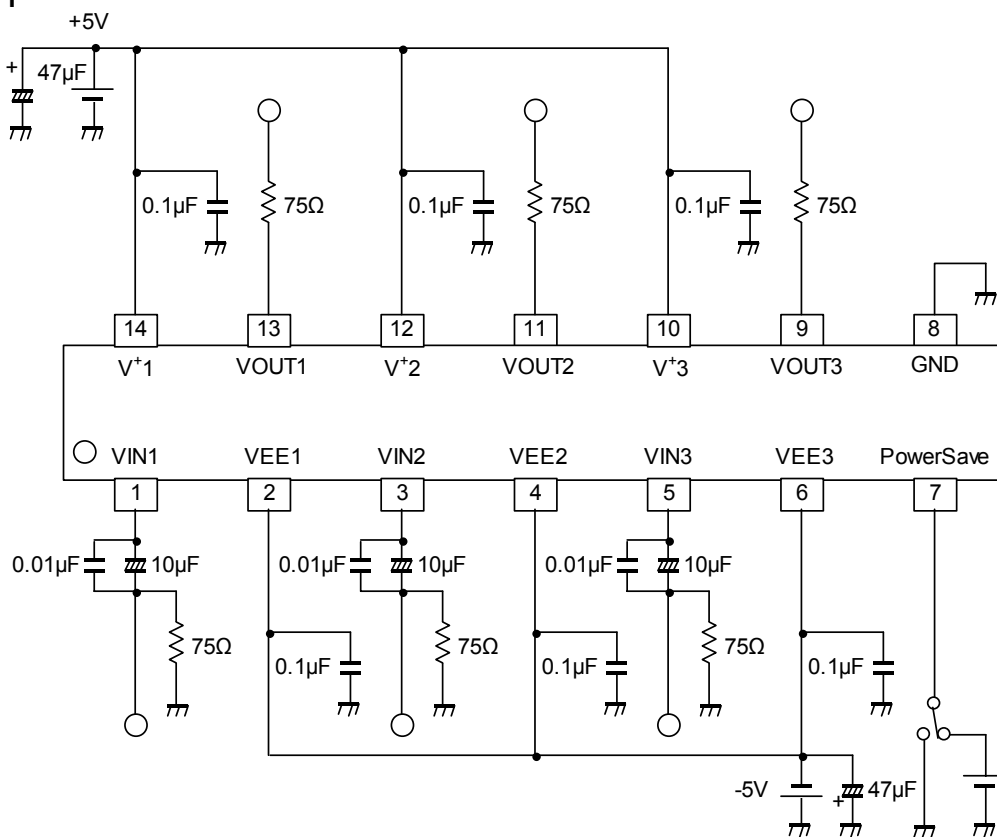 +5V
+
47µF
0.1µF
75Ω
0.1µF
75Ω
0.1µF
75Ω
14
13
12
11
10
9
8
V+1
VOUT1
V+2
VOUT2
V+3
VOUT3
GND
VIN1
VEE1
VIN2
VEE2
VIN3
VEE3
PowerSave
1
2
3
4
5
6
7
0.01µF
10µF
0.01µF
10µF
0.01µF
10µF
75Ω
0.1µF
75Ω
0.1µF
75Ω
0.1µF
-5V
+
47µF